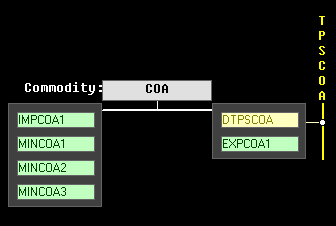 Commodity: COA
IMPCOA1
MINCOA1
MINCOA2
MINCOA3
DTPSCOA
EXPCOA1
TPSCOA